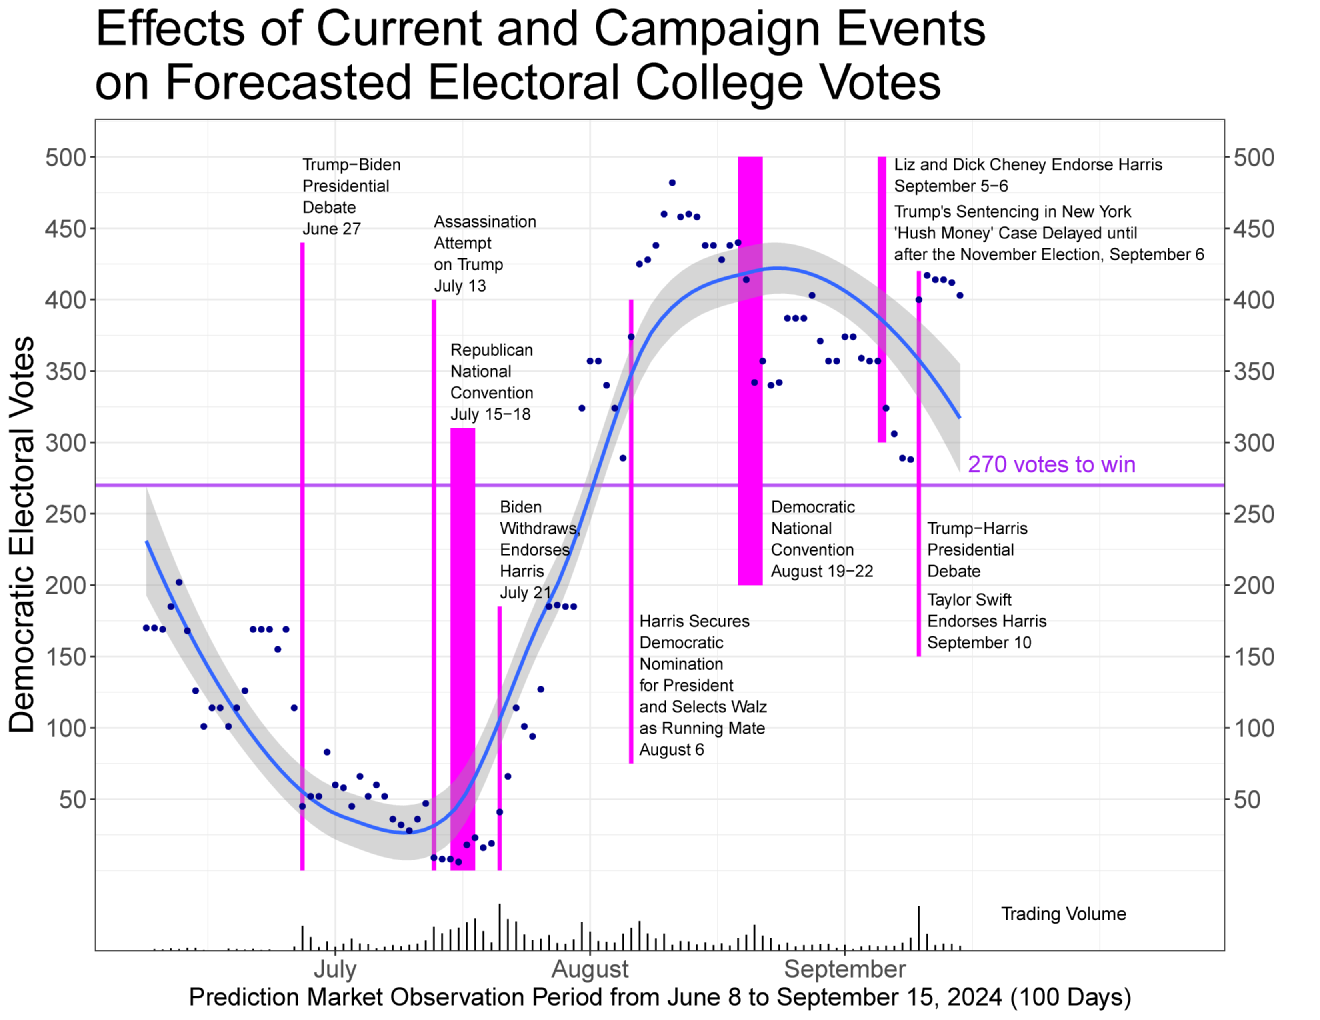 Effects of Current and Campaign Events
on Forecasted Electoral College Votes
Democratic Electoral Votes
500
450
400
350
300
250
200
150
100
50
Trump−Biden
Presidential
Debate
June 27
Assassination
Attempt
on Trump
July 13
Republican
National
Convention
July 15−18
Biden
Withdraws,
Endorses
Harris
July 21
Harris Secures
Democratic
Nomination
for President
and Selects Walz
as Running Mate
August 6
Democratic
National
Convention
August 19−22
Liz and Dick Cheney Endorse Harris
September 5−6
Trump's Sentencing in New York
'Hush Money' Case Delayed until
after the November Election, September 6
270 votes to win
Trump−Harris
Presidential
Debate
Taylor Swift
Endorses Harris
September 10
500
450
400
350
300
250
200
150
100
50
Trading Volume
July
August
September
Prediction Market Observation Period from June 8 to September 15, 2024 (100 Days)